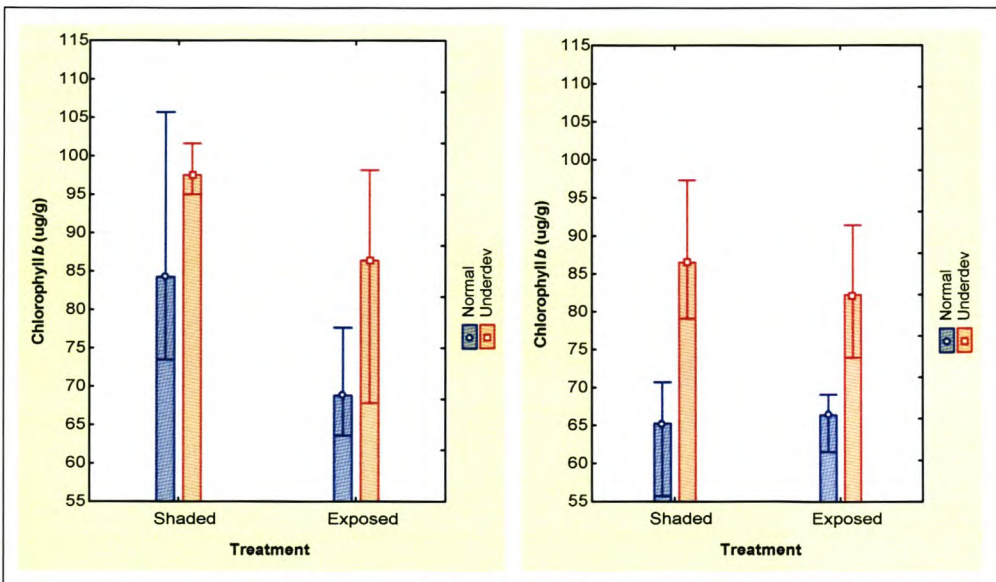 115
110
105
100
95
90
85
80
75
70
65
60
55
Chlorophyll b (ug/g)
Shaded
Exposed
Treatment
Normal
Underdev
115
110
105
100
95
90
85
80
75
70
65
60
55
Chlorophyll b (ug/g)
Shaded
Exposed
Treatment
Normal
Underdev